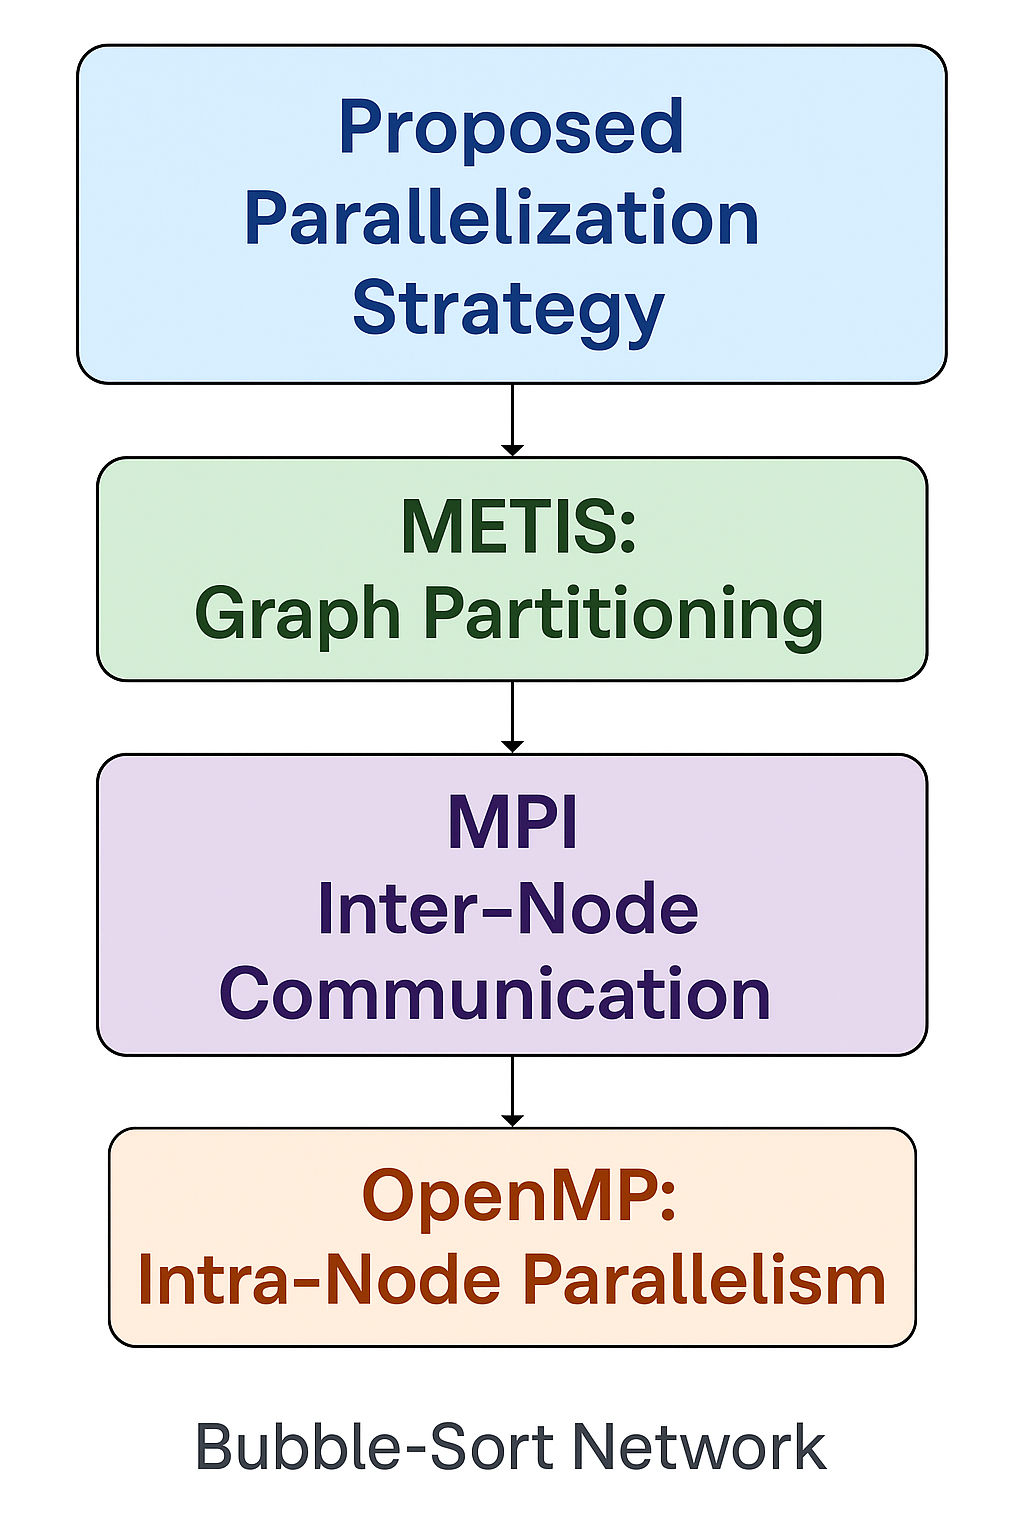 Proposed
Parallelization
Strategy
METIS:
Graph Partitioning
MPI
Inter–Node
Communication
OpenMP:
Intra–Node Parallelism
Bubble-Sort Network